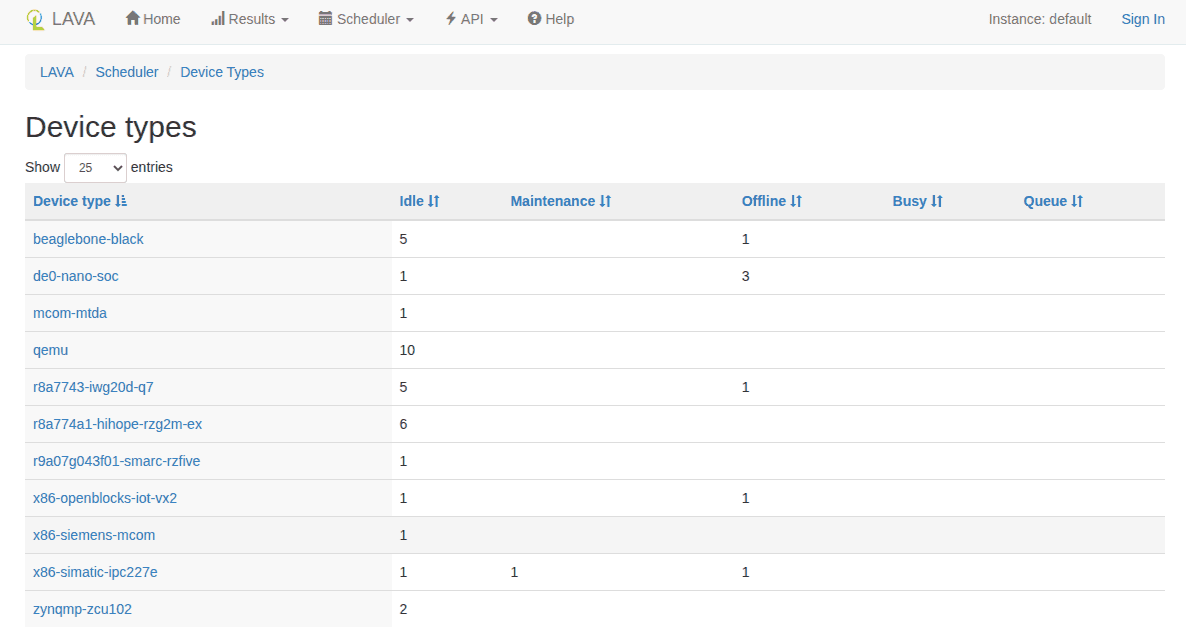 LAVA Home Results Scheduler API Help Instance: default Sign In
LAVA / Scheduler / Device Types
Device types
Show 25 entries
Device type Idle Maintenance Offline Busy Queue
beaglebone-black 5 1
de0-nano-soc 1 3
mcom-mtda 1
qemu 10
r8a7743-iwg20d-q7 5 1
r8a774a1-hihope-rzg2m-ex 6
r9a07g043f01-smarc-rzfive 1
x86-openblocks-iot-vx2 1 1
x86-siemens-mcom 1
x86-simatic-ipc227e 1 1 1
zynqmp-zcu102 2